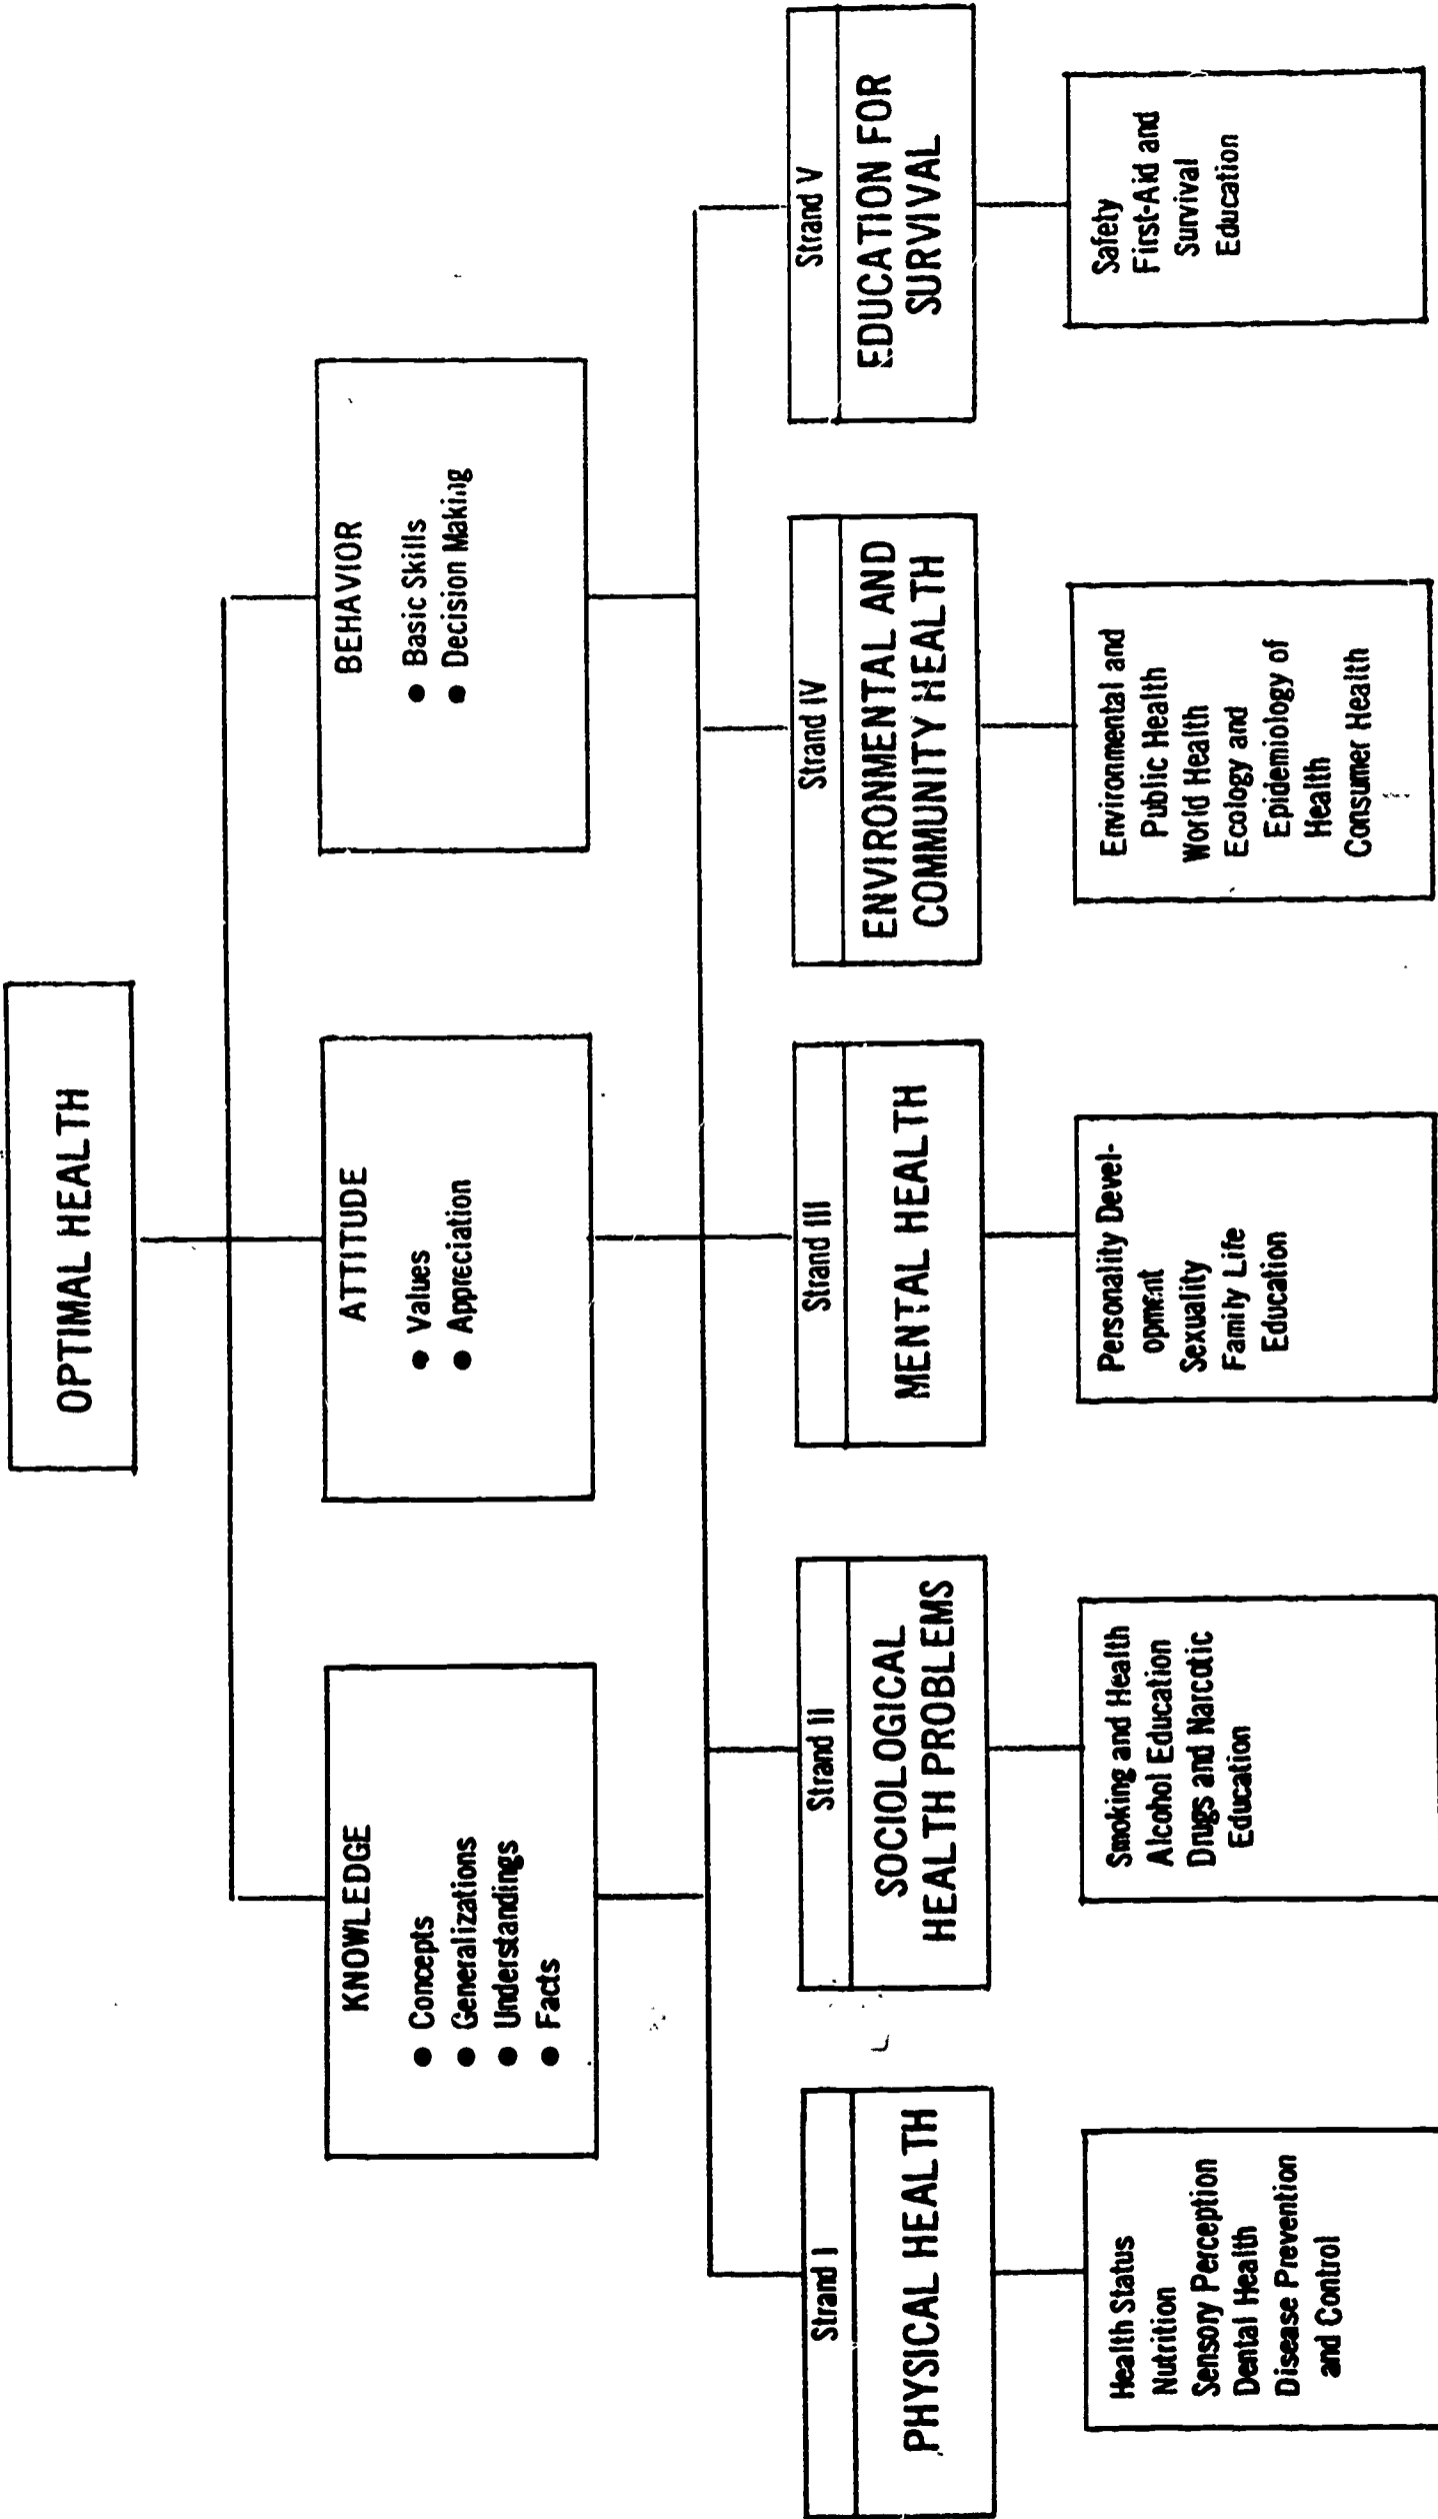 OPTIMAL HEALTH
KNOWLEDGE
● Concepts
● Generalizations
● Understandings
● Facts
ATTITUDE
● Values
● Appreciation
BEHAVIOR
● Basic Skills
● Decision Making
Strand I
PHYSICAL HEALTH
Health Status
Nutrition
Sensory Perception
Dental Health
Disease Prevention
and Control
Strand II
SOCIOLOGICAL
HEALTH PROBLEMS
Smoking and Health
Alcohol Education
Drugs and Narcotic
Education
Strand III
MENTAL HEALTH
Personality Devel-
opment
Sexuality
Family Life
Education
Strand IV
ENVIRONMENTAL AND
COMMUNITY HEALTH
Environmental and
Public Health
World Health
Ecology and
Epidemiology of
Health
Consumer Health
Strand V
EDUCATION FOR
SURVIVAL
Safety
First-Aid and
Survival
Education